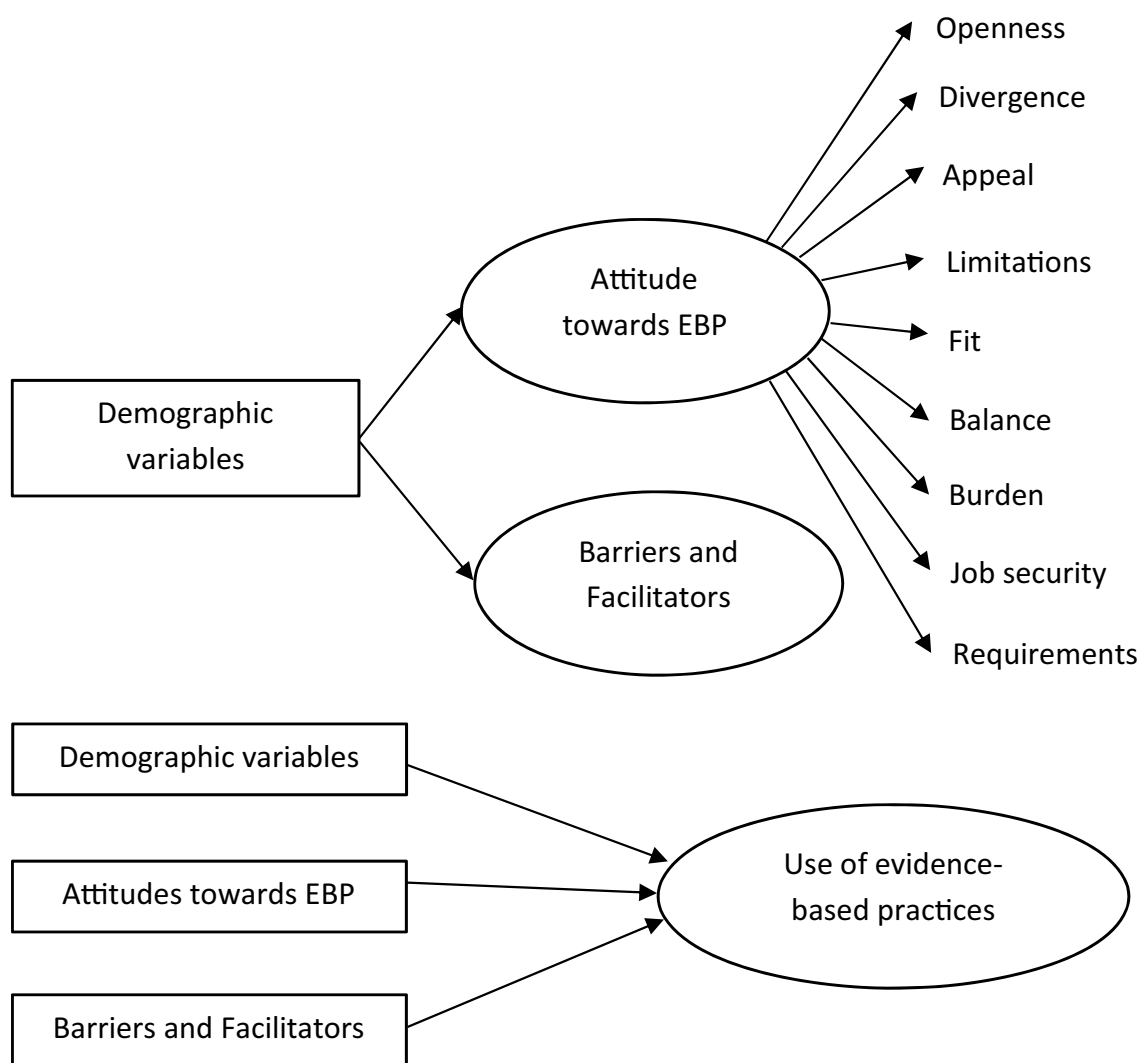 Openness
Divergence
Appeal
Limitations
Fit
Balance
Burden
Job security
Requirements
Attitude
towards EBP
Demographic
variables
Barriers and
Facilitators
Demographic variables
Attitudes towards EBP
Barriers and Facilitators
Use of evidence-
based practices